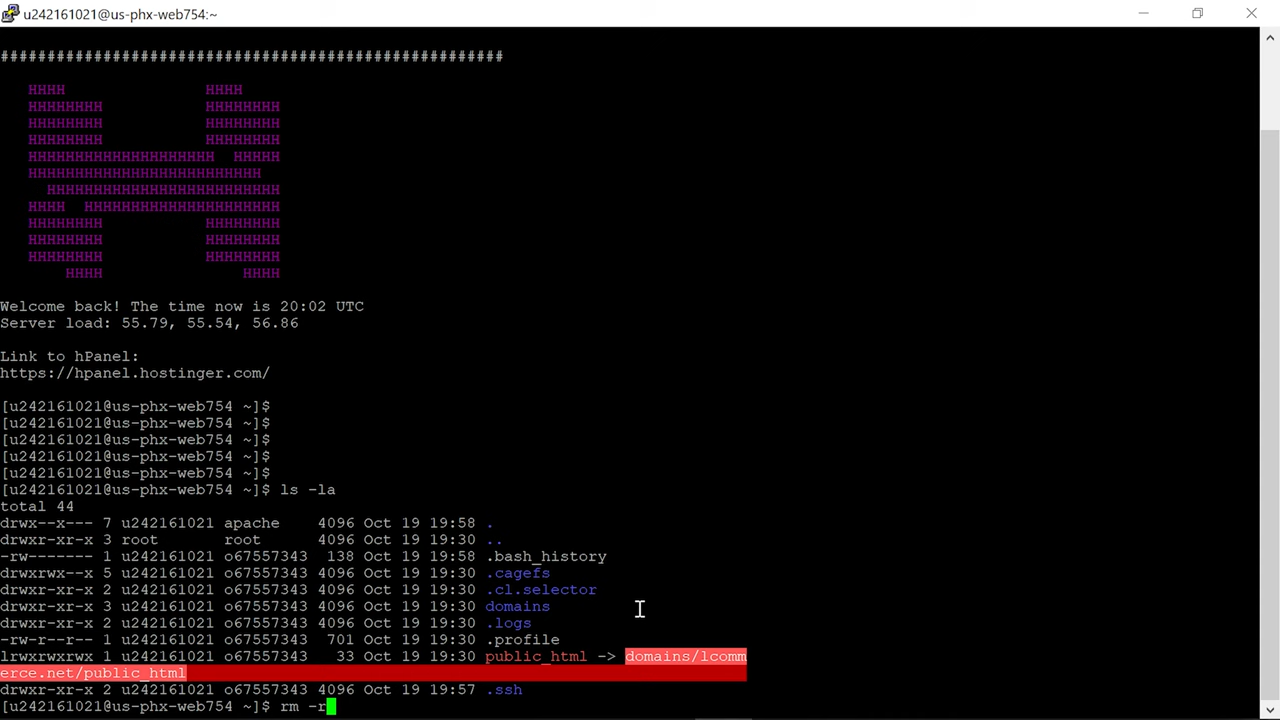 u242161021@us-phx-web754:~
######################################################
HHHH               HHHH
HHHHHHHH           HHHHHHHH
HHHHHHHH           HHHHHHHH
HHHHHHHH           HHHHHHHH
HHHHHHHHHHHHHHHHHHHH  HHHHH
HHHHHHHHHHHHHHHHHHHHHHHHH
HHHHHHHHHHHHHHHHHHHHHHHHH
HHHH  HHHHHHHHHHHHHHHHHHHHH
HHHHHHHH           HHHHHHHH
HHHHHHHH           HHHHHHHH
HHHHHHHH           HHHHHHHH
HHHH               HHHH
Welcome back! The time now is 20:02 UTC
Server load: 55.79, 55.54, 56.86
Link to hPanel:
https://hpanel.hostinger.com/
[u242161021@us-phx-web754 ~]$
[u242161021@us-phx-web754 ~]$
[u242161021@us-phx-web754 ~]$
[u242161021@us-phx-web754 ~]$
[u242161021@us-phx-web754 ~]$
[u242161021@us-phx-web754 ~]$ ls -la
total 44
drwx--x--- 7 u242161021 apache    4096 Oct 19 19:58 .
drwxr-xr-x 3 root       root      4096 Oct 19 19:30 ..
-rw------- 1 u242161021 o67557343  138 Oct 19 19:58 .bash_history
drwxrwx--x 5 u242161021 o67557343 4096 Oct 19 19:30 .cagefs
drwxr-xr-x 2 u242161021 o67557343 4096 Oct 19 19:30 .cl.selector
drwxr-xr-x 3 u242161021 o67557343 4096 Oct 19 19:30 domains
drwxr-xr-x 2 u242161021 o67557343 4096 Oct 19 19:30 .logs
-rw-r--r-- 1 u242161021 o67557343  701 Oct 19 19:30 .profile
lrwxrwxrwx 1 u242161021 o67557343   33 Oct 19 19:30 public_html -> domains/lcomm
erce.net/public_html
drwxr-xr-x 2 u242161021 o67557343 4096 Oct 19 19:57 .ssh
[u242161021@us-phx-web754 ~]$ rm -r